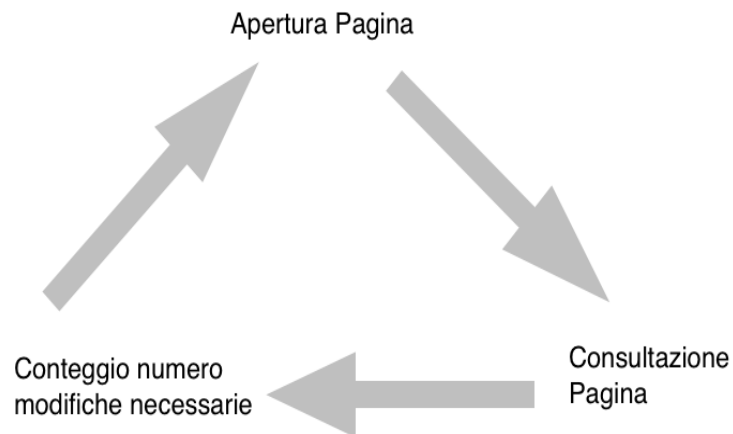 Apertura Pagina
Consultazione
Pagina
Conteggio numero
modifiche necessarie